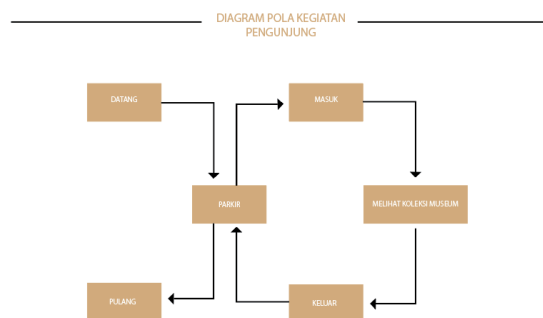 DIAGRAM POLA KEGIATAN
PENGUNJUNG
DATANG
MASUK
PARKIR
MELIHAT KOLEKSI MUSEUM
PULANG
KELUAR